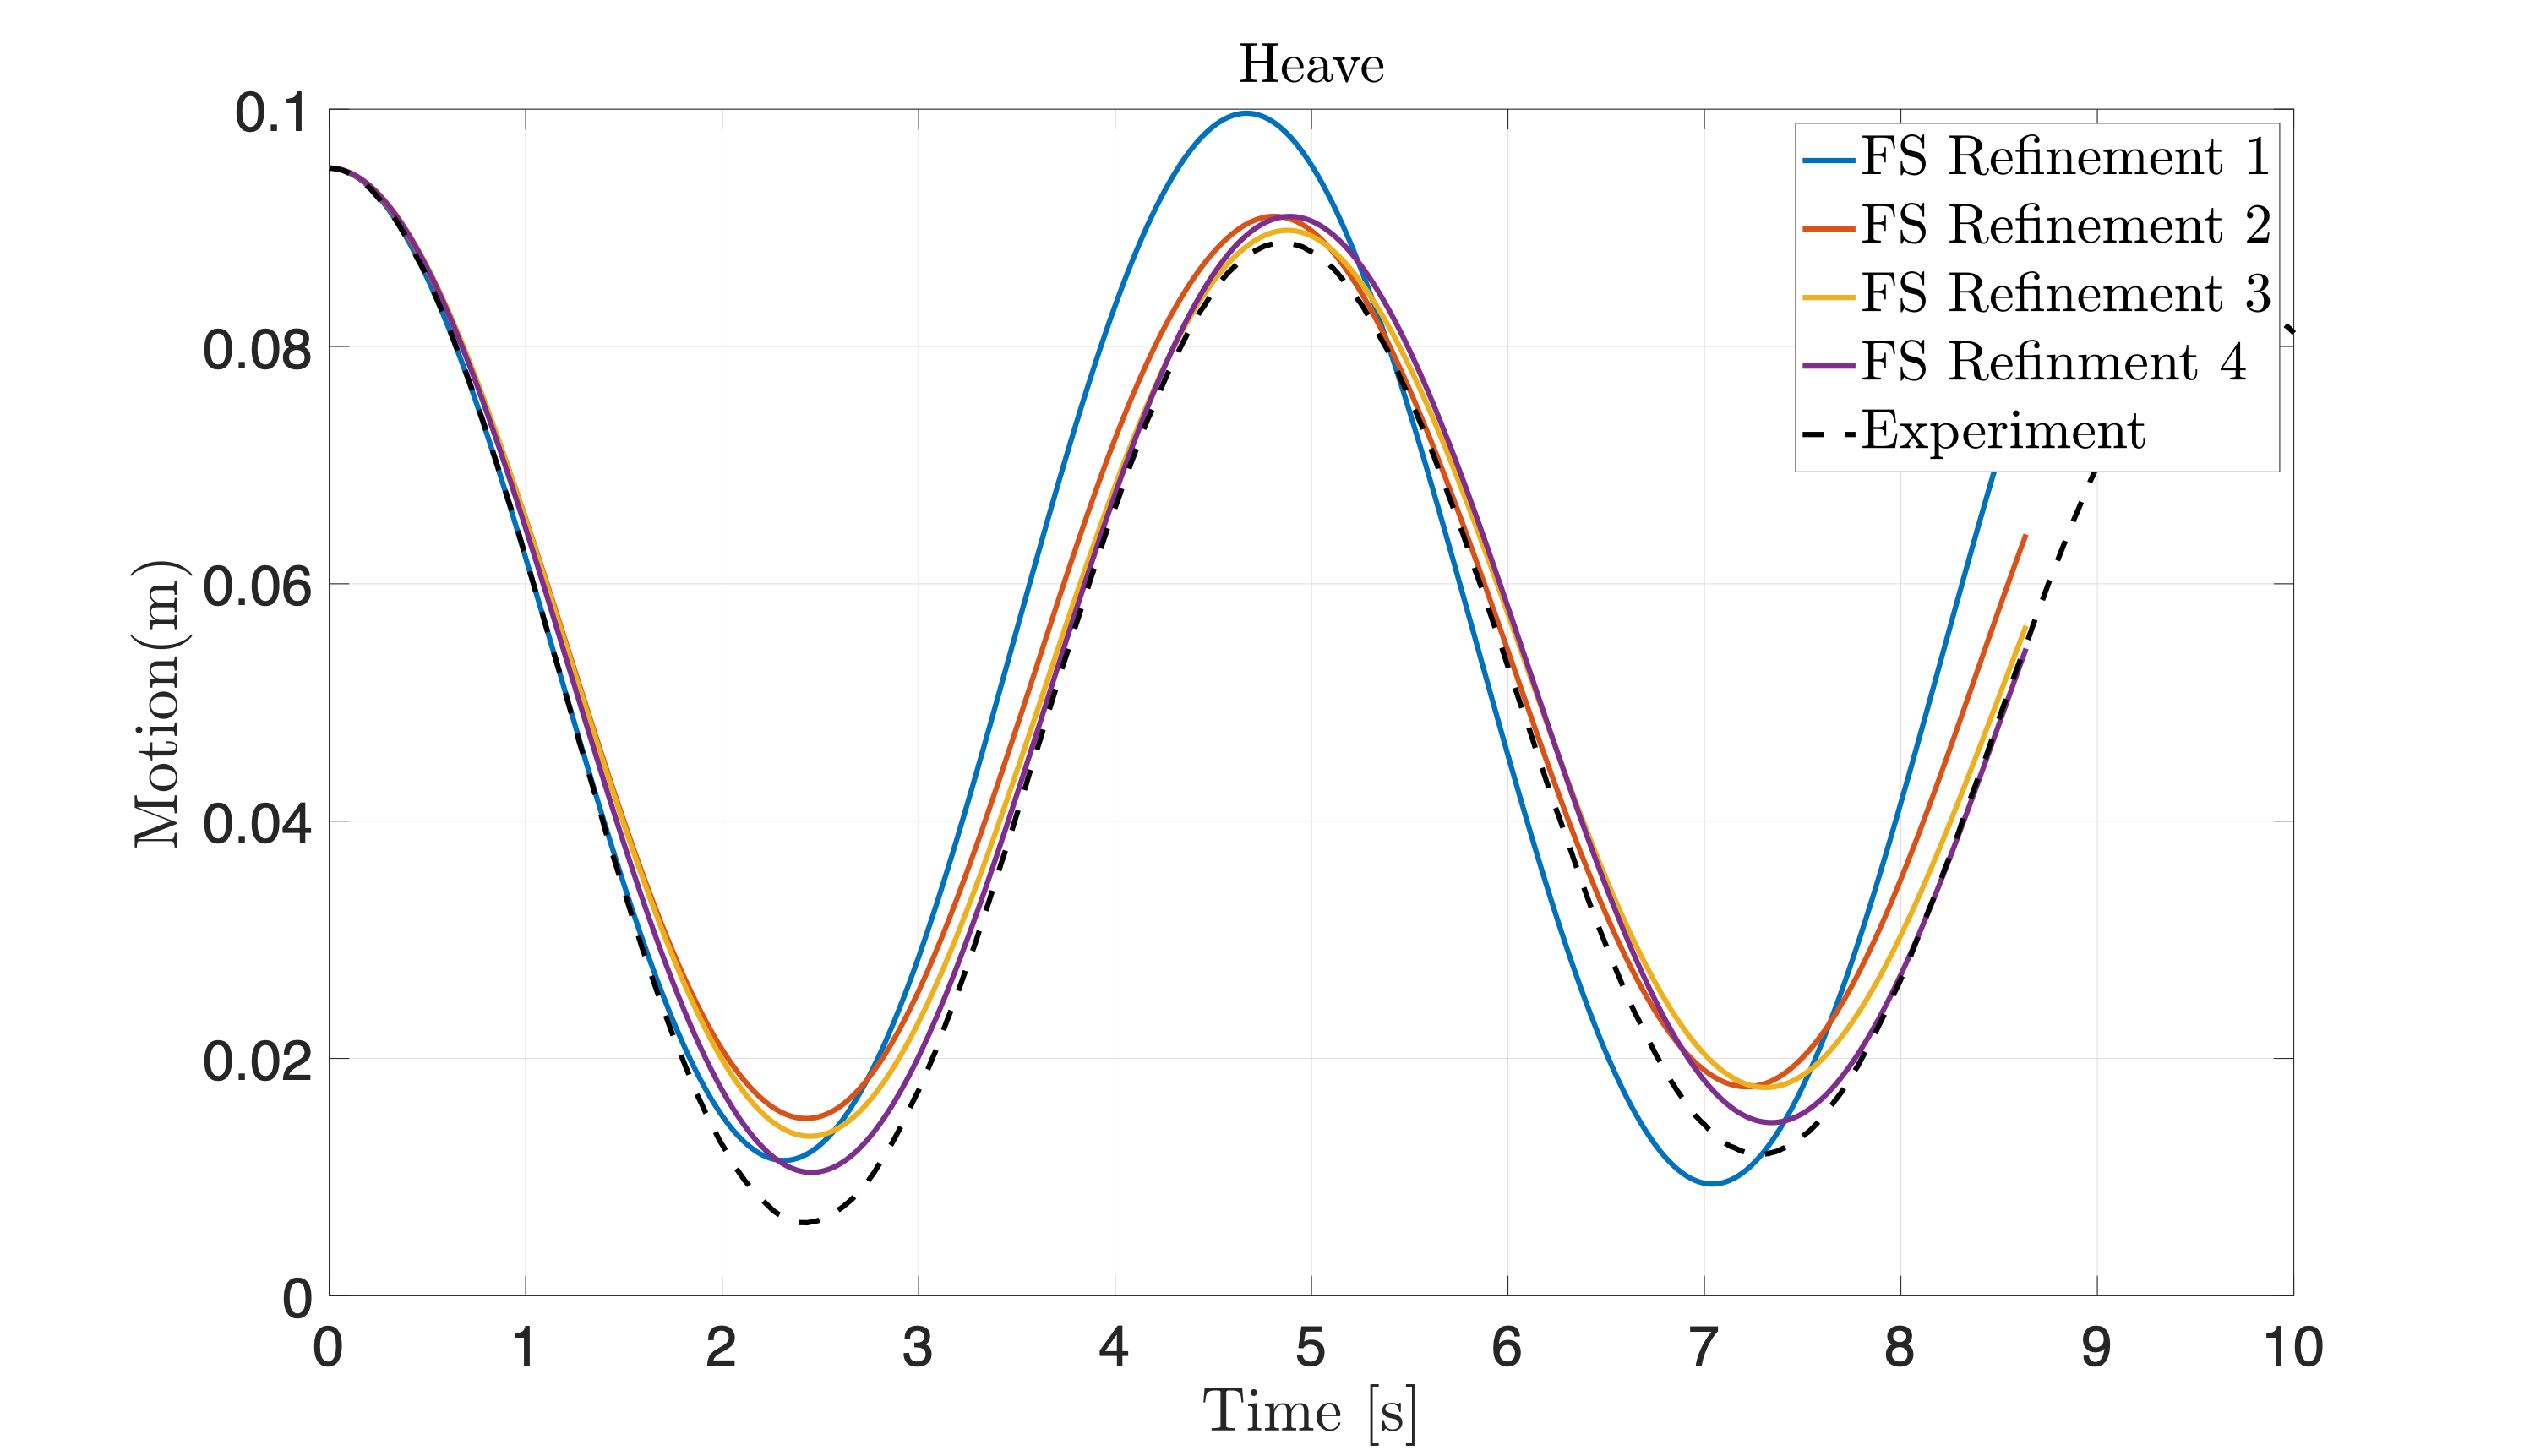 Heave
0.1
0.08
0.06
0.04
0.02
0
Motion(m)
FS Refinement 1
FS Refinement 2
FS Refinement 3
FS Refinment 4
Experiment
0 1 2 3 4 5 6 7 8 9 10
Time [s]